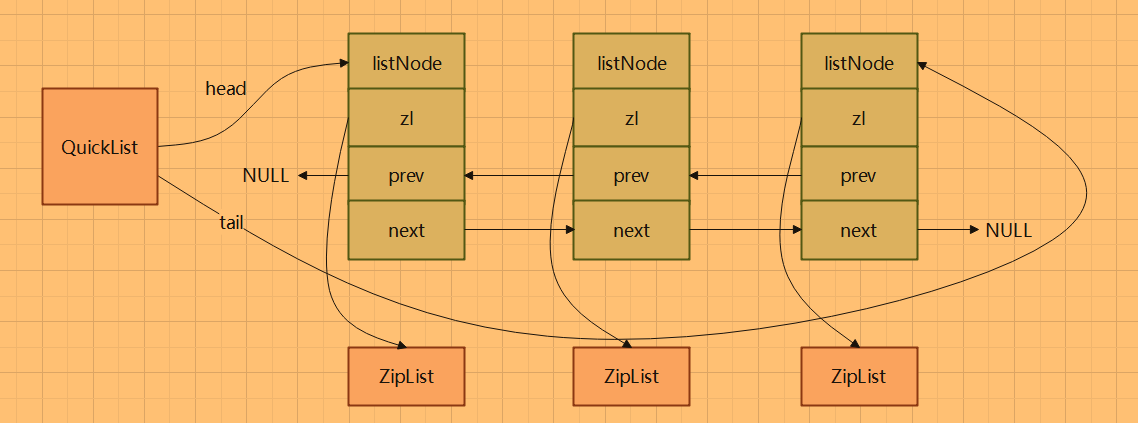 QuickList
head
tail
NULL
listNode
zl
prev
next
listNode
zl
prev
next
listNode
zl
prev
next
NULL
ZipList
ZipList
ZipList